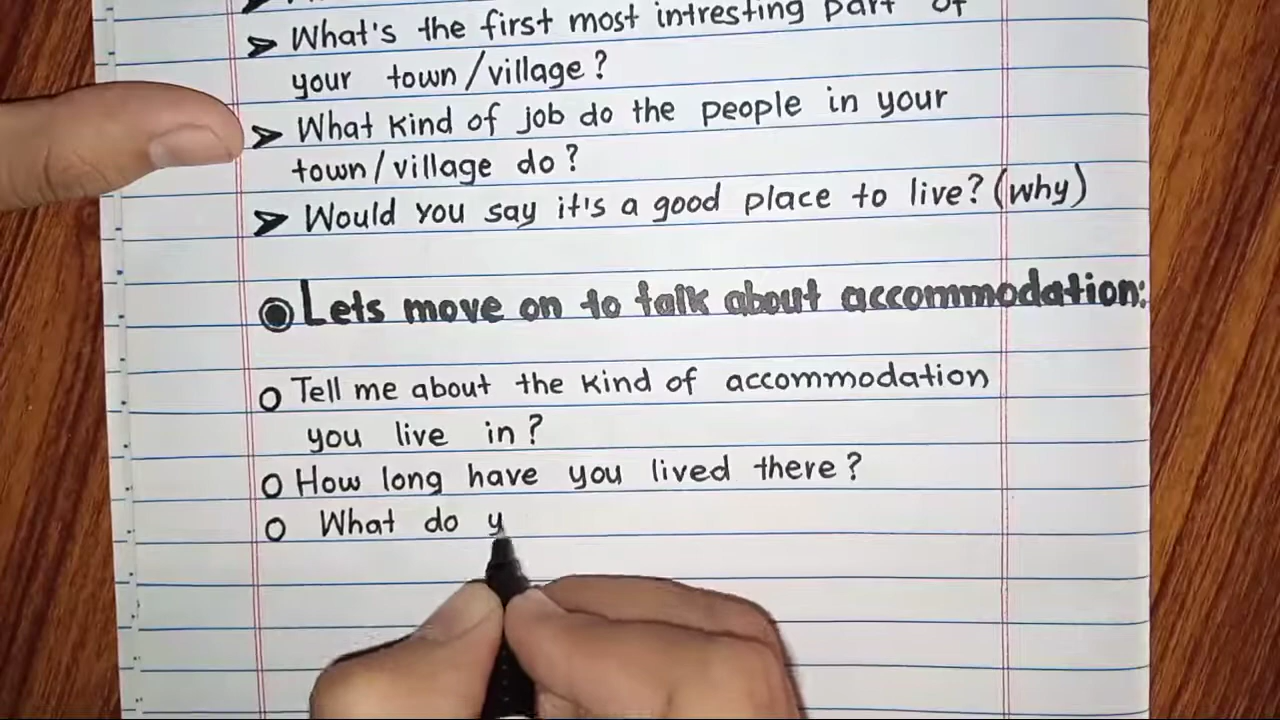 ➤ What's the first most intresting part of
your town/village?
➤ What kind of job do the people in your
town/village do?
➤ Would you say it's a good place to live? (why)
Lets move on to talk about accommodation:
O Tell me about the kind of accommodation
you live in?
O How long have you lived there?
O What do y